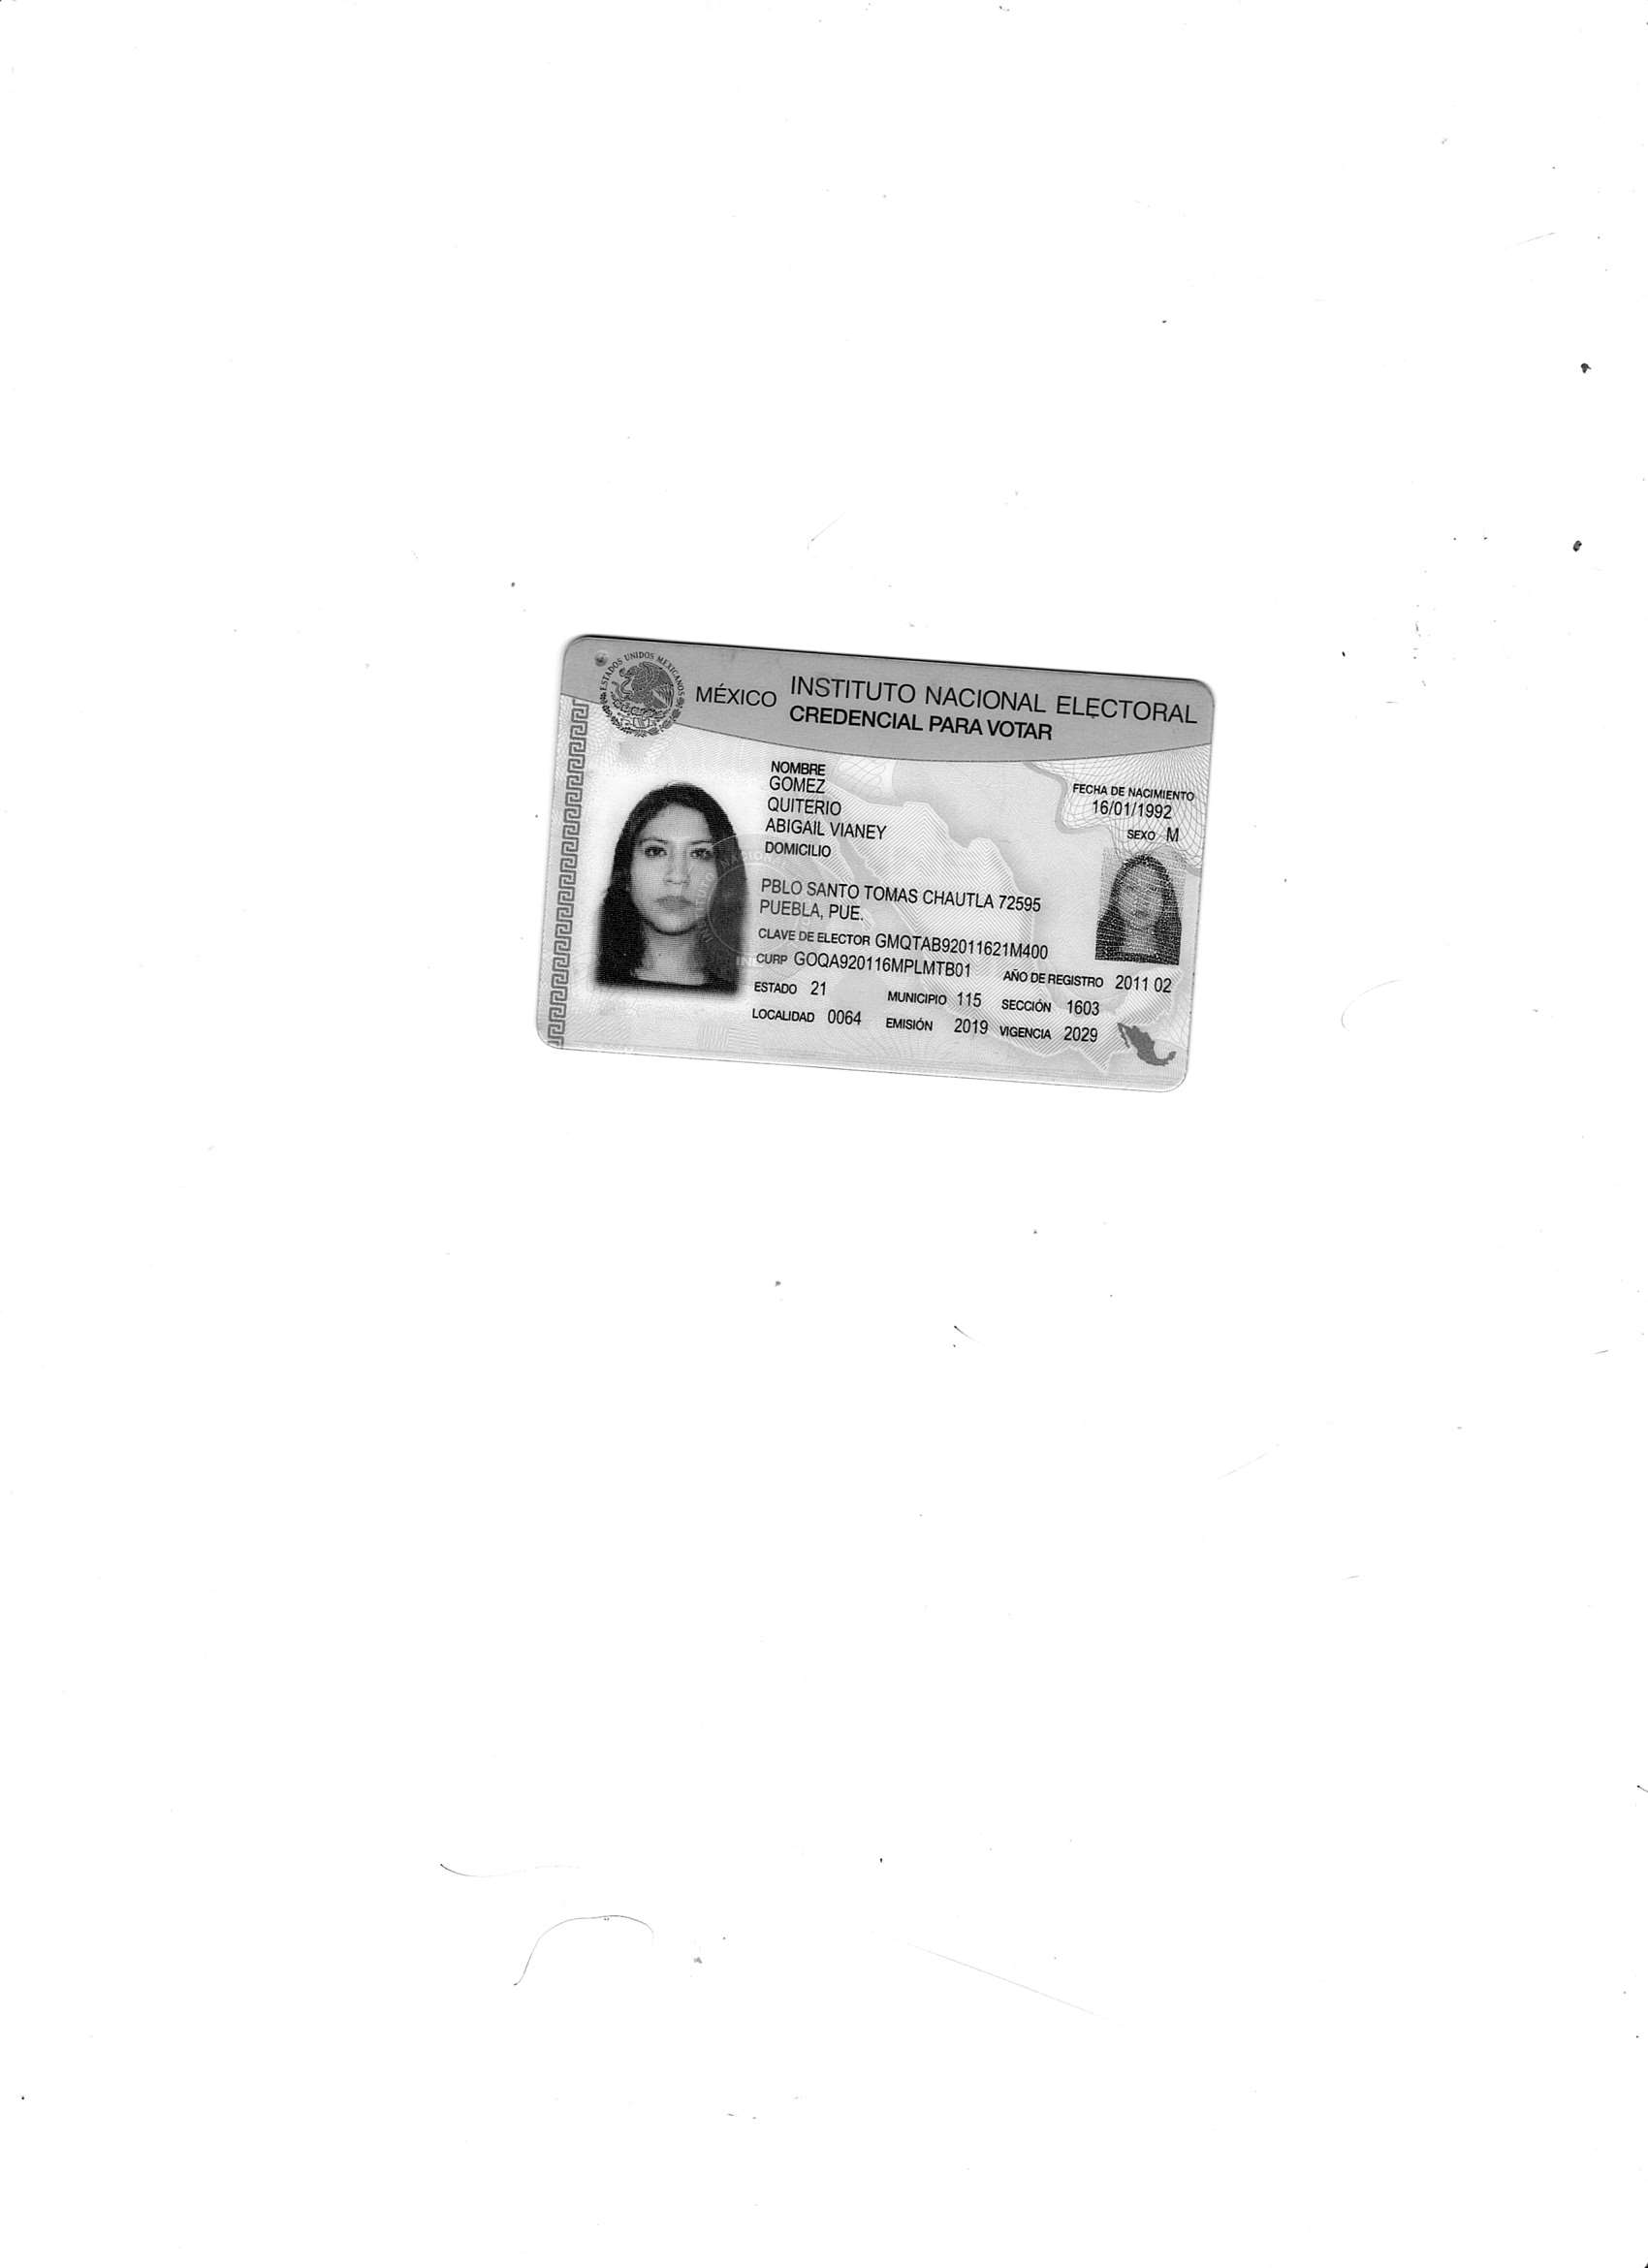 ESTADOS UNIDOS MEXICANOS
MÉXICO INSTITUTO NACIONAL ELECTORAL
CREDENCIAL PARA VOTAR
NOMBRE
GOMEZ
QUITERIO
ABIGAIL VIANEY
FECHA DE NACIMIENTO
16/01/1992
SEXO M
DOMICILIO
PBLO SANTO TOMAS CHAUTLA 72595
PUEBLA, PUE.
CLAVE DE ELECTOR GMQTAB92011621M400
CURP GOQA920116MPLMTB01 AÑO DE REGISTRO 2011 02
ESTADO 21 MUNICIPIO 115 SECCIÓN 1603
LOCALIDAD 0064 EMISIÓN 2019 VIGENCIA 2029